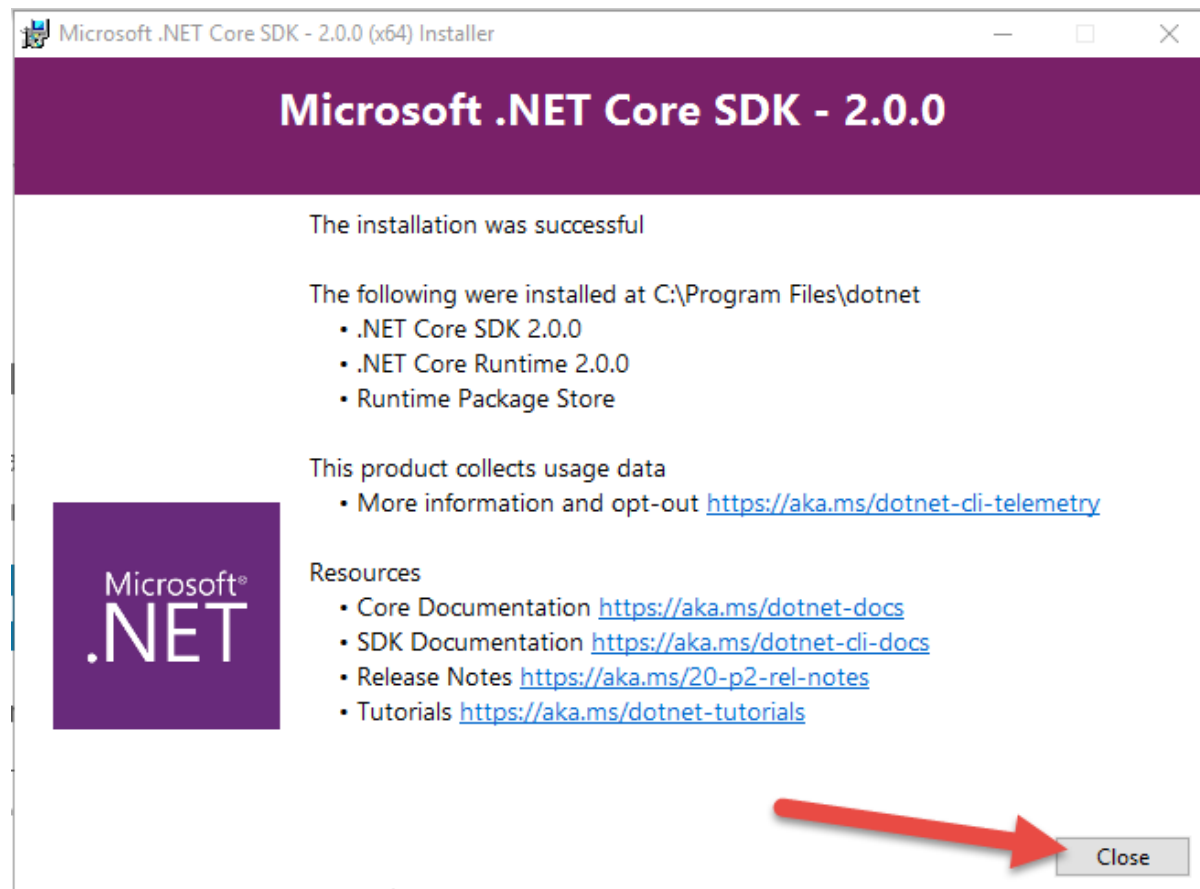 Microsoft .NET Core SDK - 2.0.0 (x64) Installer
Microsoft .NET Core SDK - 2.0.0
The installation was successful
The following were installed at C:\Program Files\dotnet
• .NET Core SDK 2.0.0
• .NET Core Runtime 2.0.0
• Runtime Package Store
This product collects usage data
• More information and opt-out https://aka.ms/dotnet-cli-telemetry
Resources
• Core Documentation https://aka.ms/dotnet-docs
• SDK Documentation https://aka.ms/dotnet-cli-docs
• Release Notes https://aka.ms/20-p2-rel-notes
• Tutorials https://aka.ms/dotnet-tutorials
Microsoft®
.NET
Close